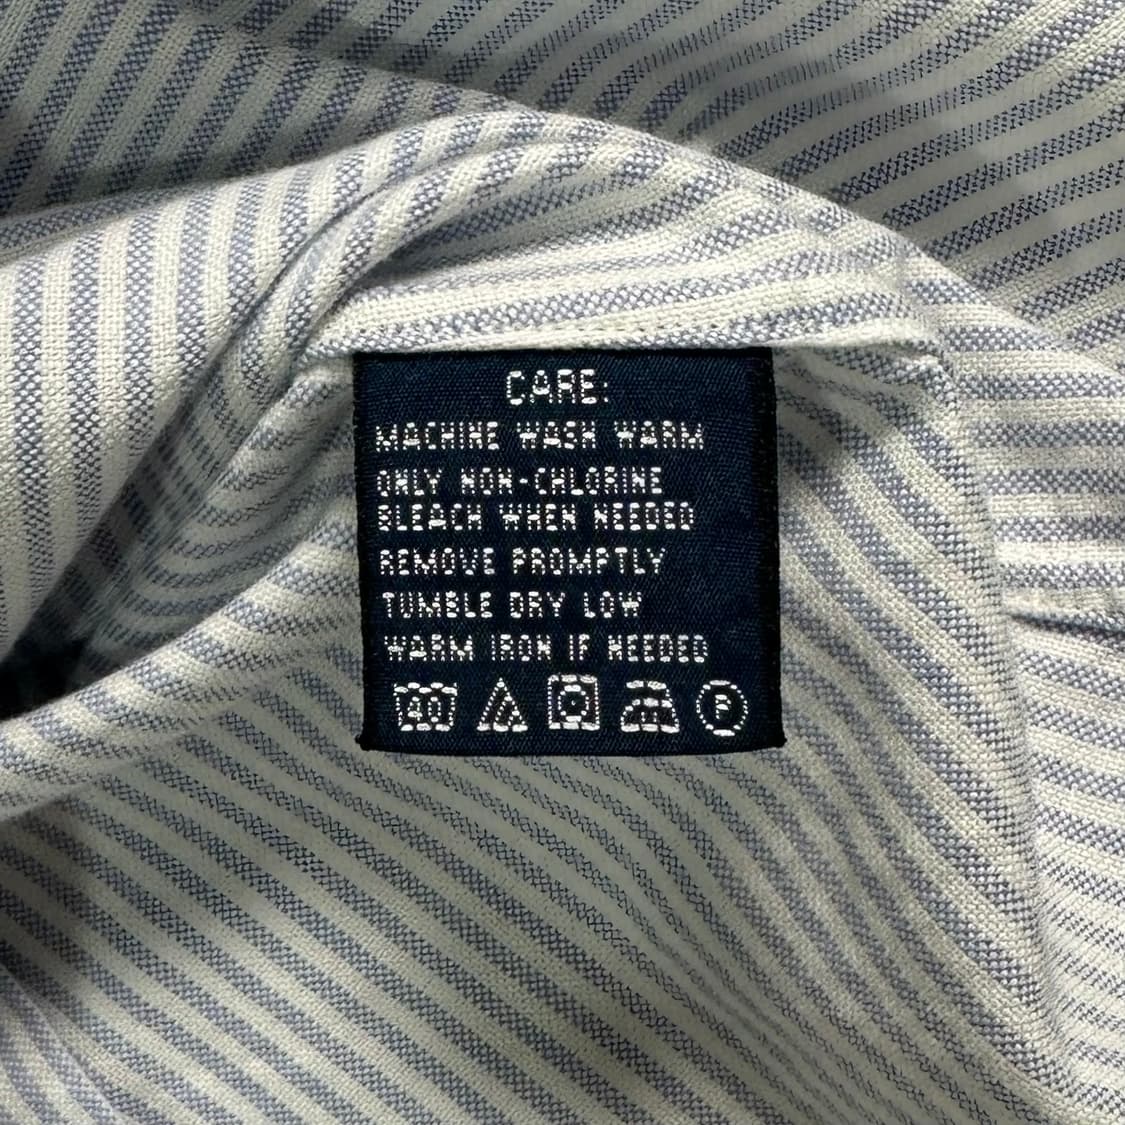 CARE:
MACHINE WASH WARM
ONLY NON-CHLORINE
BLEACH WHEN NEEDED
REMOVE PROMPTLY
TUMBLE DRY LOW
WARM IRON IF NEEDED
40 P